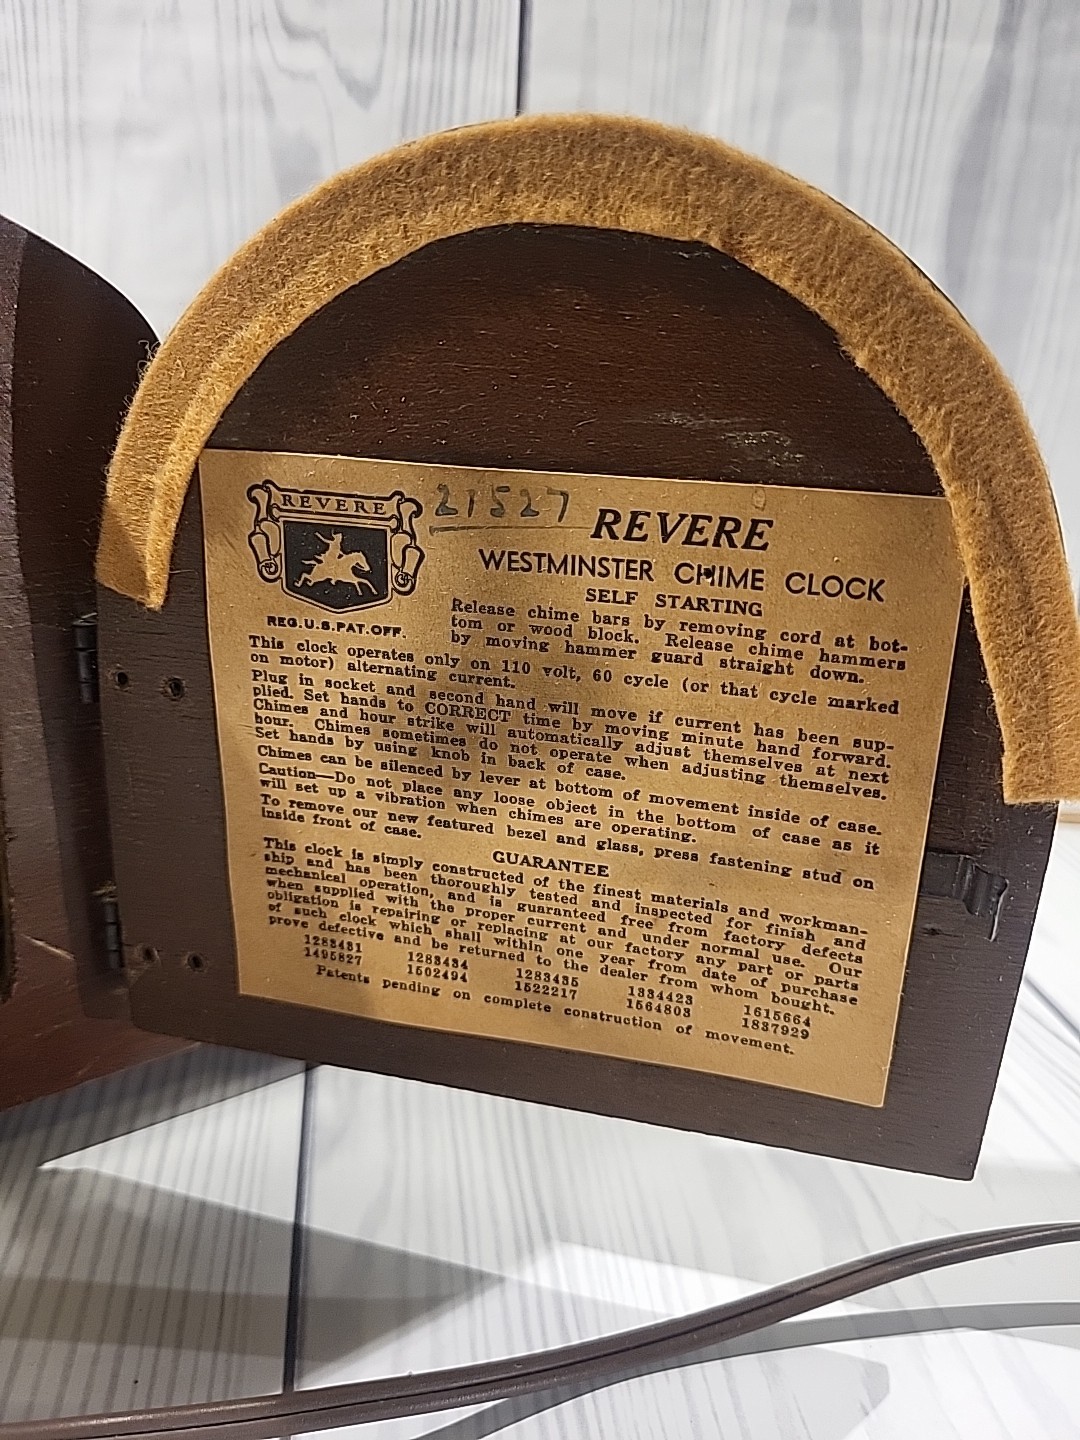 REVERE
REG.U.S.PAT.OFF.
21527
REVERE
WESTMINSTER CHIME CLOCK
SELF STARTING
Release chime bars by removing cord at bot-
tom or wood block. Release chime hammers
by moving hammer guard straight down.
This clock operates only on 110 volt, 60 cycle (or that cycle marked
on motor) alternating current.
Plug in socket and second hand will move if current has been sup-
plied. Set hands to CORRECT time by moving minute hand forward.
Chimes and hour strike will automatically adjust themselves at next
hour. Chimes sometimes do not operate when adjusting themselves.
Set hands by using knob in back of case.
Chimes can be silenced by lever at bottom of movement inside of case.
Caution—Do not place any loose object in the bottom of case as it
will set up a vibration when chimes are operating.
To remove our new featured bezel and glass, press fastening stud on
inside front of case.
GUARANTEE
This clock is simply constructed of the finest materials and workman-
ship and has been thoroughly tested and inspected for finish and
mechanical operation, and is guaranteed free from factory defects
when supplied with the proper current and under normal use. Our
obligation is repairing or replacing at our factory any part or parts
of such clock which shall within one year from date of purchase
prove defective and be returned to the dealer from whom bought.
1283431 1283434 1283435 1334423 1615664
1495827 1502494 1522217 1564803 1837929
Patents pending on complete construction of movement.